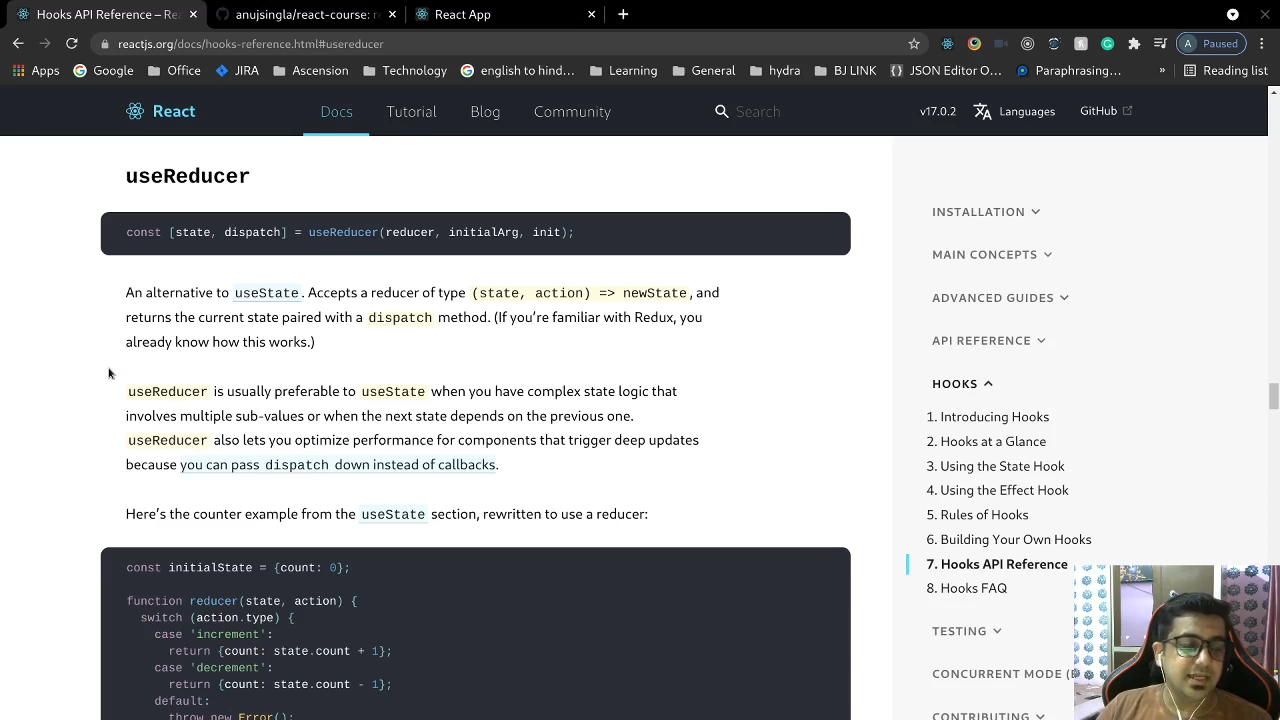 Hooks API Reference – Rea
anujsingla/react-course: re
React App
reactjs.org/docs/hooks-reference.html#usereducer
A Paused
Apps
Google
Office
JIRA
Ascension
Technology
english to hind...
Learning
General
hydra
BJ LINK
JSON Editor O...
Paraphrasing...
»
Reading list
React
Docs
Tutorial
Blog
Community
Search
v17.0.2
Languages
GitHub
useReducer
const [state, dispatch] = useReducer(reducer, initialArg, init);
An alternative to useState. Accepts a reducer of type (state, action) => newState, and
returns the current state paired with a dispatch method. (If you’re familiar with Redux, you
already know how this works.)
useReducer is usually preferable to useState when you have complex state logic that
involves multiple sub-values or when the next state depends on the previous one.
useReducer also lets you optimize performance for components that trigger deep updates
because you can pass dispatch down instead of callbacks.
Here’s the counter example from the useState section, rewritten to use a reducer:
const initialState = {count: 0};
function reducer(state, action) {
switch (action.type) {
case 'increment':
return {count: state.count + 1};
case 'decrement':
return {count: state.count - 1};
default:
throw new Error();
INSTALLATION
MAIN CONCEPTS
ADVANCED GUIDES
API REFERENCE
HOOKS
1. Introducing Hooks
2. Hooks at a Glance
3. Using the State Hook
4. Using the Effect Hook
5. Rules of Hooks
6. Building Your Own Hooks
7. Hooks API Reference
8. Hooks FAQ
TESTING
CONCURRENT MODE (E
CONTRIBUTING